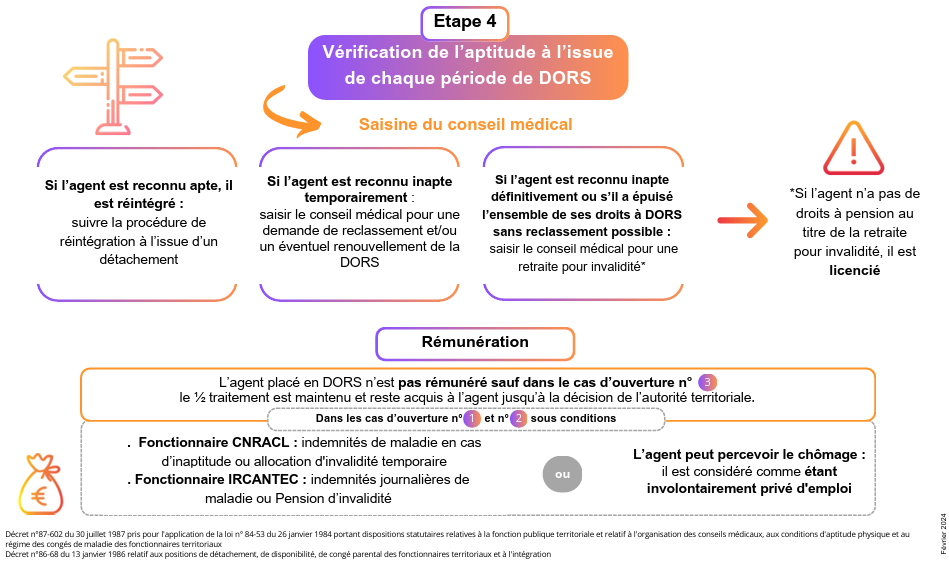 Etape 4
Vérification de l'aptitude à l'issue
de chaque période de DORS
Saisine du conseil médical
Si l'agent est reconnu apte, il
est réintégré :
suivre la procédure de
réintégration à l'issue d'un
détachement
Si l'agent est reconnu inapte
temporairement :
saisir le conseil médical pour une
demande de reclassement et/ou
un éventuel renouvellement de la
DORS
Si l'agent est reconnu inapte
définitivement ou s'il a épuisé
l'ensemble de ses droits à DORS
sans reclassement possible :
saisir le conseil médical pour une
retraite pour invalidité*
*Si l'agent n'a pas de
droits à pension au
titre de la retraite
pour invalidité, il est
licencié
Rémunération
L'agent placé en DORS n'est pas rémunéré sauf dans le cas d'ouverture n° 3
le ½ traitement est maintenu et reste acquis à l'agent jusqu'à la décision de l'autorité territoriale.
Dans les cas d'ouverture n° 1 et n° 2 sous conditions
. Fonctionnaire CNRACL : indemnités de maladie en cas
d'inaptitude ou allocation d'invalidité temporaire
. Fonctionnaire IRCANTEC : indemnités journalières de
maladie ou Pension d'invalidité
ou
L'agent peut percevoir le chômage :
il est considéré comme étant
involontairement privé d'emploi
Décret n°87-602 du 30 juillet 1987 pris pour l'application de la loi n° 84-53 du 26 janvier 1984 portant dispositions statutaires relatives à la fonction publique territoriale et relatif à l'organisation des conseils médicaux, aux conditions d'aptitude physique et au
régime des congés de maladie des fonctionnaires territoriaux
Décret n°86-68 du 13 janvier 1986 relatif aux positions de détachement, de disponibilité, de congé parental des fonctionnaires territoriaux et à l'intégration
Février 2024